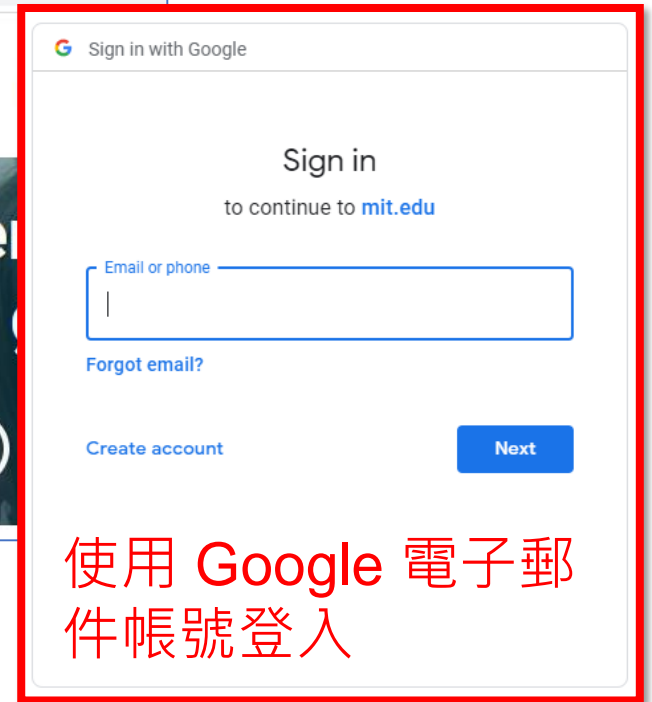 Sign in with Google
Sign in
to continue to mit.edu
Email or phone
Forgot email?
Create account
Next
使用 Google 電子郵
件帳號登入